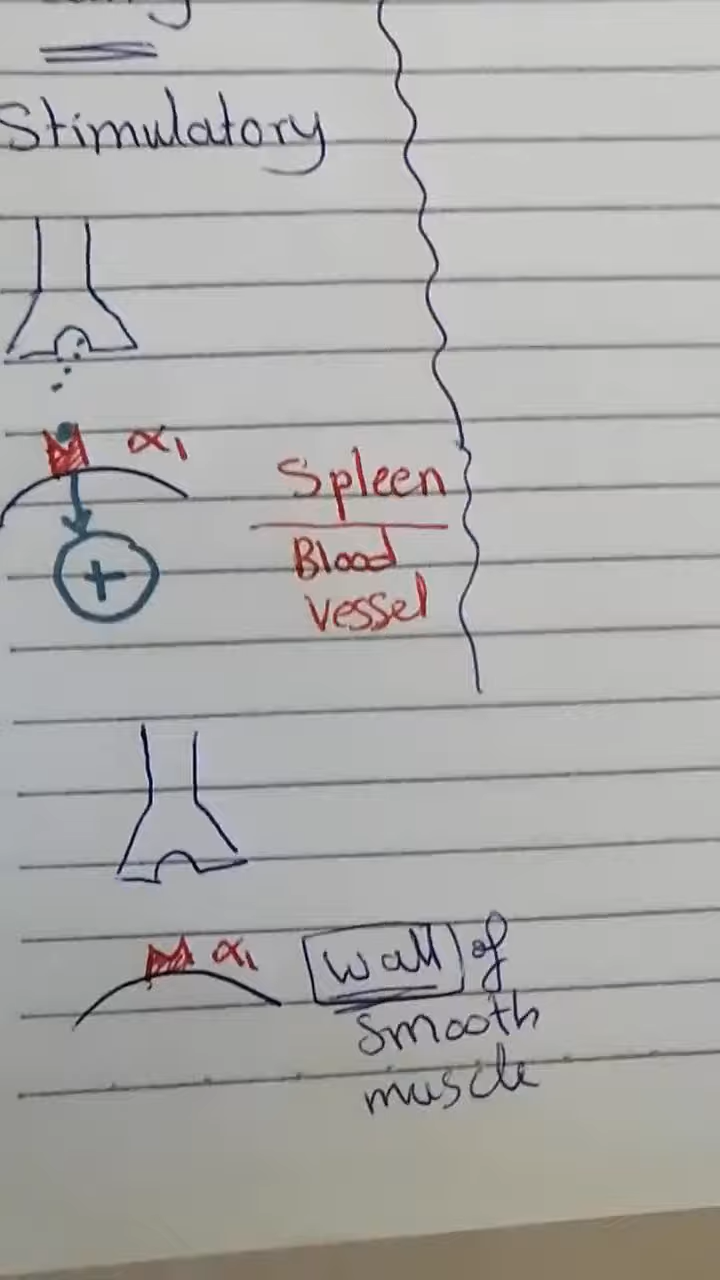 Stimulatory
α1
Spleen
+
Blood
vessel
α1
Wall of
smooth
muscle